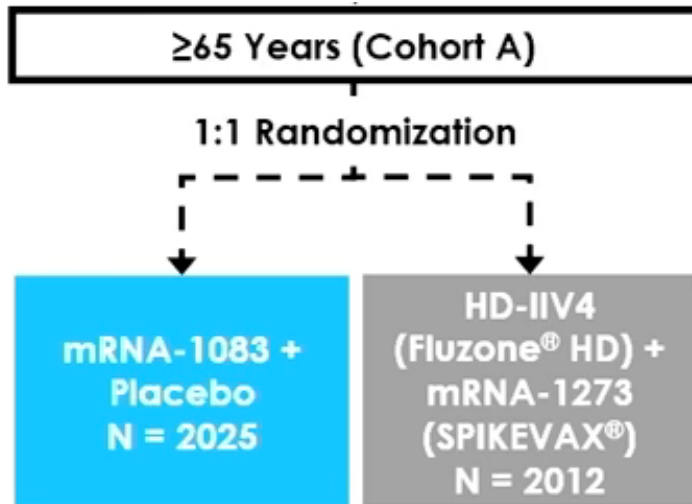 ≥65 Years (Cohort A)
1:1 Randomization
mRNA-1083 +
Placebo
N = 2025
HD-IIV4
(Fluzone® HD) +
mRNA-1273
(SPIKEVAX®)
N = 2012